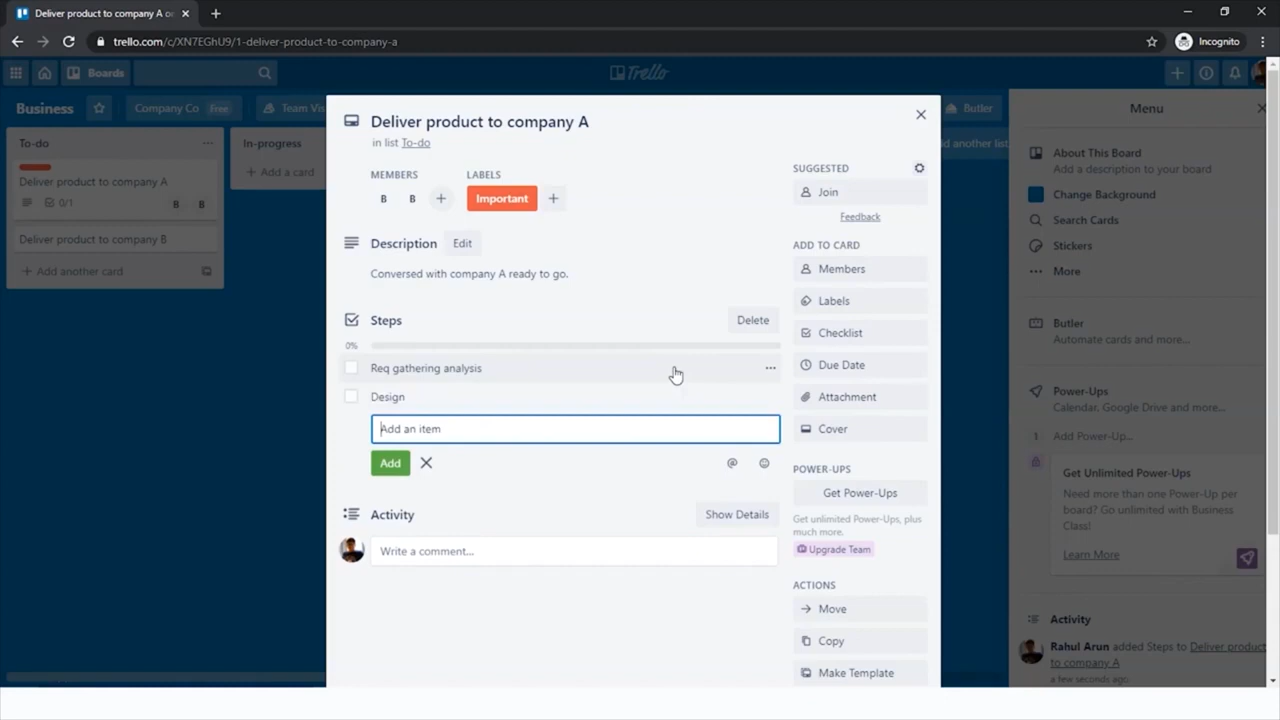 Deliver product to company A o
trello.com/c/XN7EGhU9/1-deliver-product-to-company-a
Incognito
Boards
Trello
Business
Company Co Free
Team Vis
Butler
d another list
To-do
Deliver product to company A
0/1
B B
Deliver product to company B
+ Add another card
In-progress
+ Add a card
Deliver product to company A
in list To-do
MEMBERS
B B +
LABELS
Important +
Description Edit
Conversed with company A ready to go.
Steps Delete
0%
Req gathering analysis ...
Design
Add an item
Add
@
Activity Show Details
Write a comment...
SUGGESTED
Join
Feedback
ADD TO CARD
Members
Labels
Checklist
Due Date
Attachment
Cover
POWER-UPS
Get Power-Ups
Get unlimited Power-Ups, plus
much more.
Upgrade Team
ACTIONS
Move
Copy
Make Template
Menu
About This Board
Add a description to your board
Change Background
Search Cards
Stickers
More
Butler
Automate cards and more...
Power-Ups
Calendar, Google Drive and more...
1 Add Power-Up...
Get Unlimited Power-Ups
Need more than one Power-Up per
board? Go unlimited with Business
Class!
Learn More
Activity
Rahul Arun added Steps to Deliver product
to company A
a few seconds ago